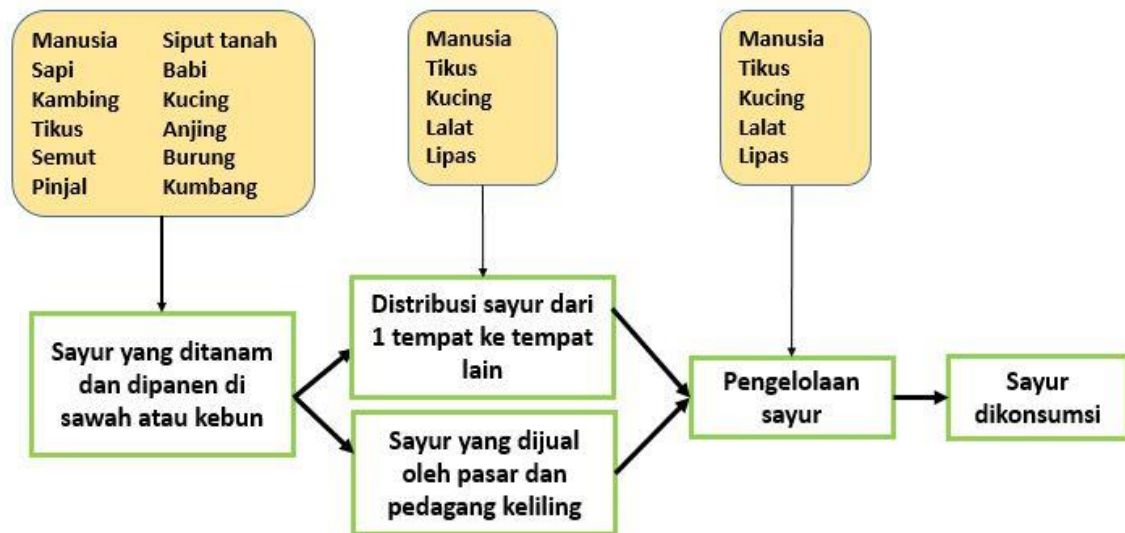 Manusia Siput tanah
Sapi Babi
Kambing Kucing
Tikus Anjing
Semut Burung
Pinjal Kumbang
Manusia
Tikus
Kucing
Lalat
Lipas
Manusia
Tikus
Kucing
Lalat
Lipas
Sayur yang ditanam
dan dipanen di
sawah atau kebun
Distribusi sayur dari
1 tempat ke tempat
lain
Sayur yang dijual
oleh pasar dan
pedagang keliling
Pengelolaan
sayur
Sayur
dikonsumsi